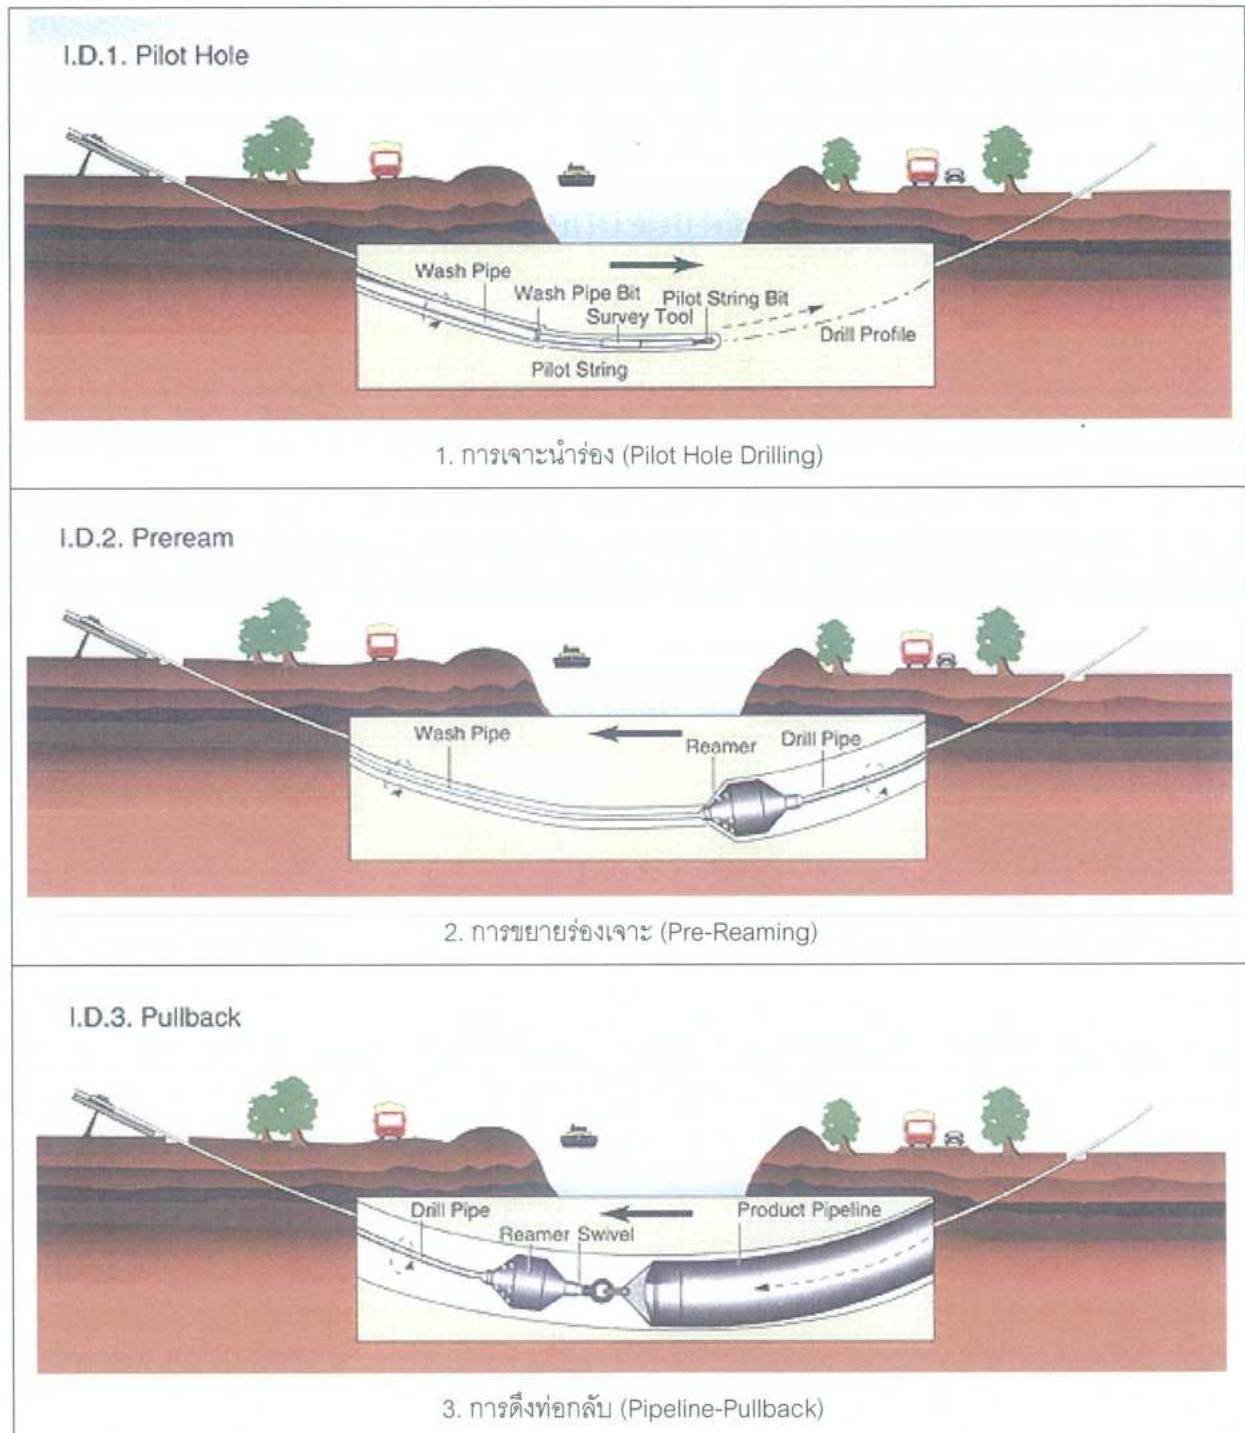 I.D.1. Pilot Hole
Wash Pipe
Wash Pipe Bit
Pilot String Bit
Survey Tool
Drill Profile
Pilot String
1. การเจาะนำร่อง (Pilot Hole Drilling)
I.D.2. Preream
Wash Pipe
Reamer
Drill Pipe
2. การขยายร่องเจาะ (Pre-Reaming)
I.D.3. Pullback
Drill Pipe
Reamer Swivel
Product Pipeline
3. การดึงท่อกลับ (Pipeline-Pullback)